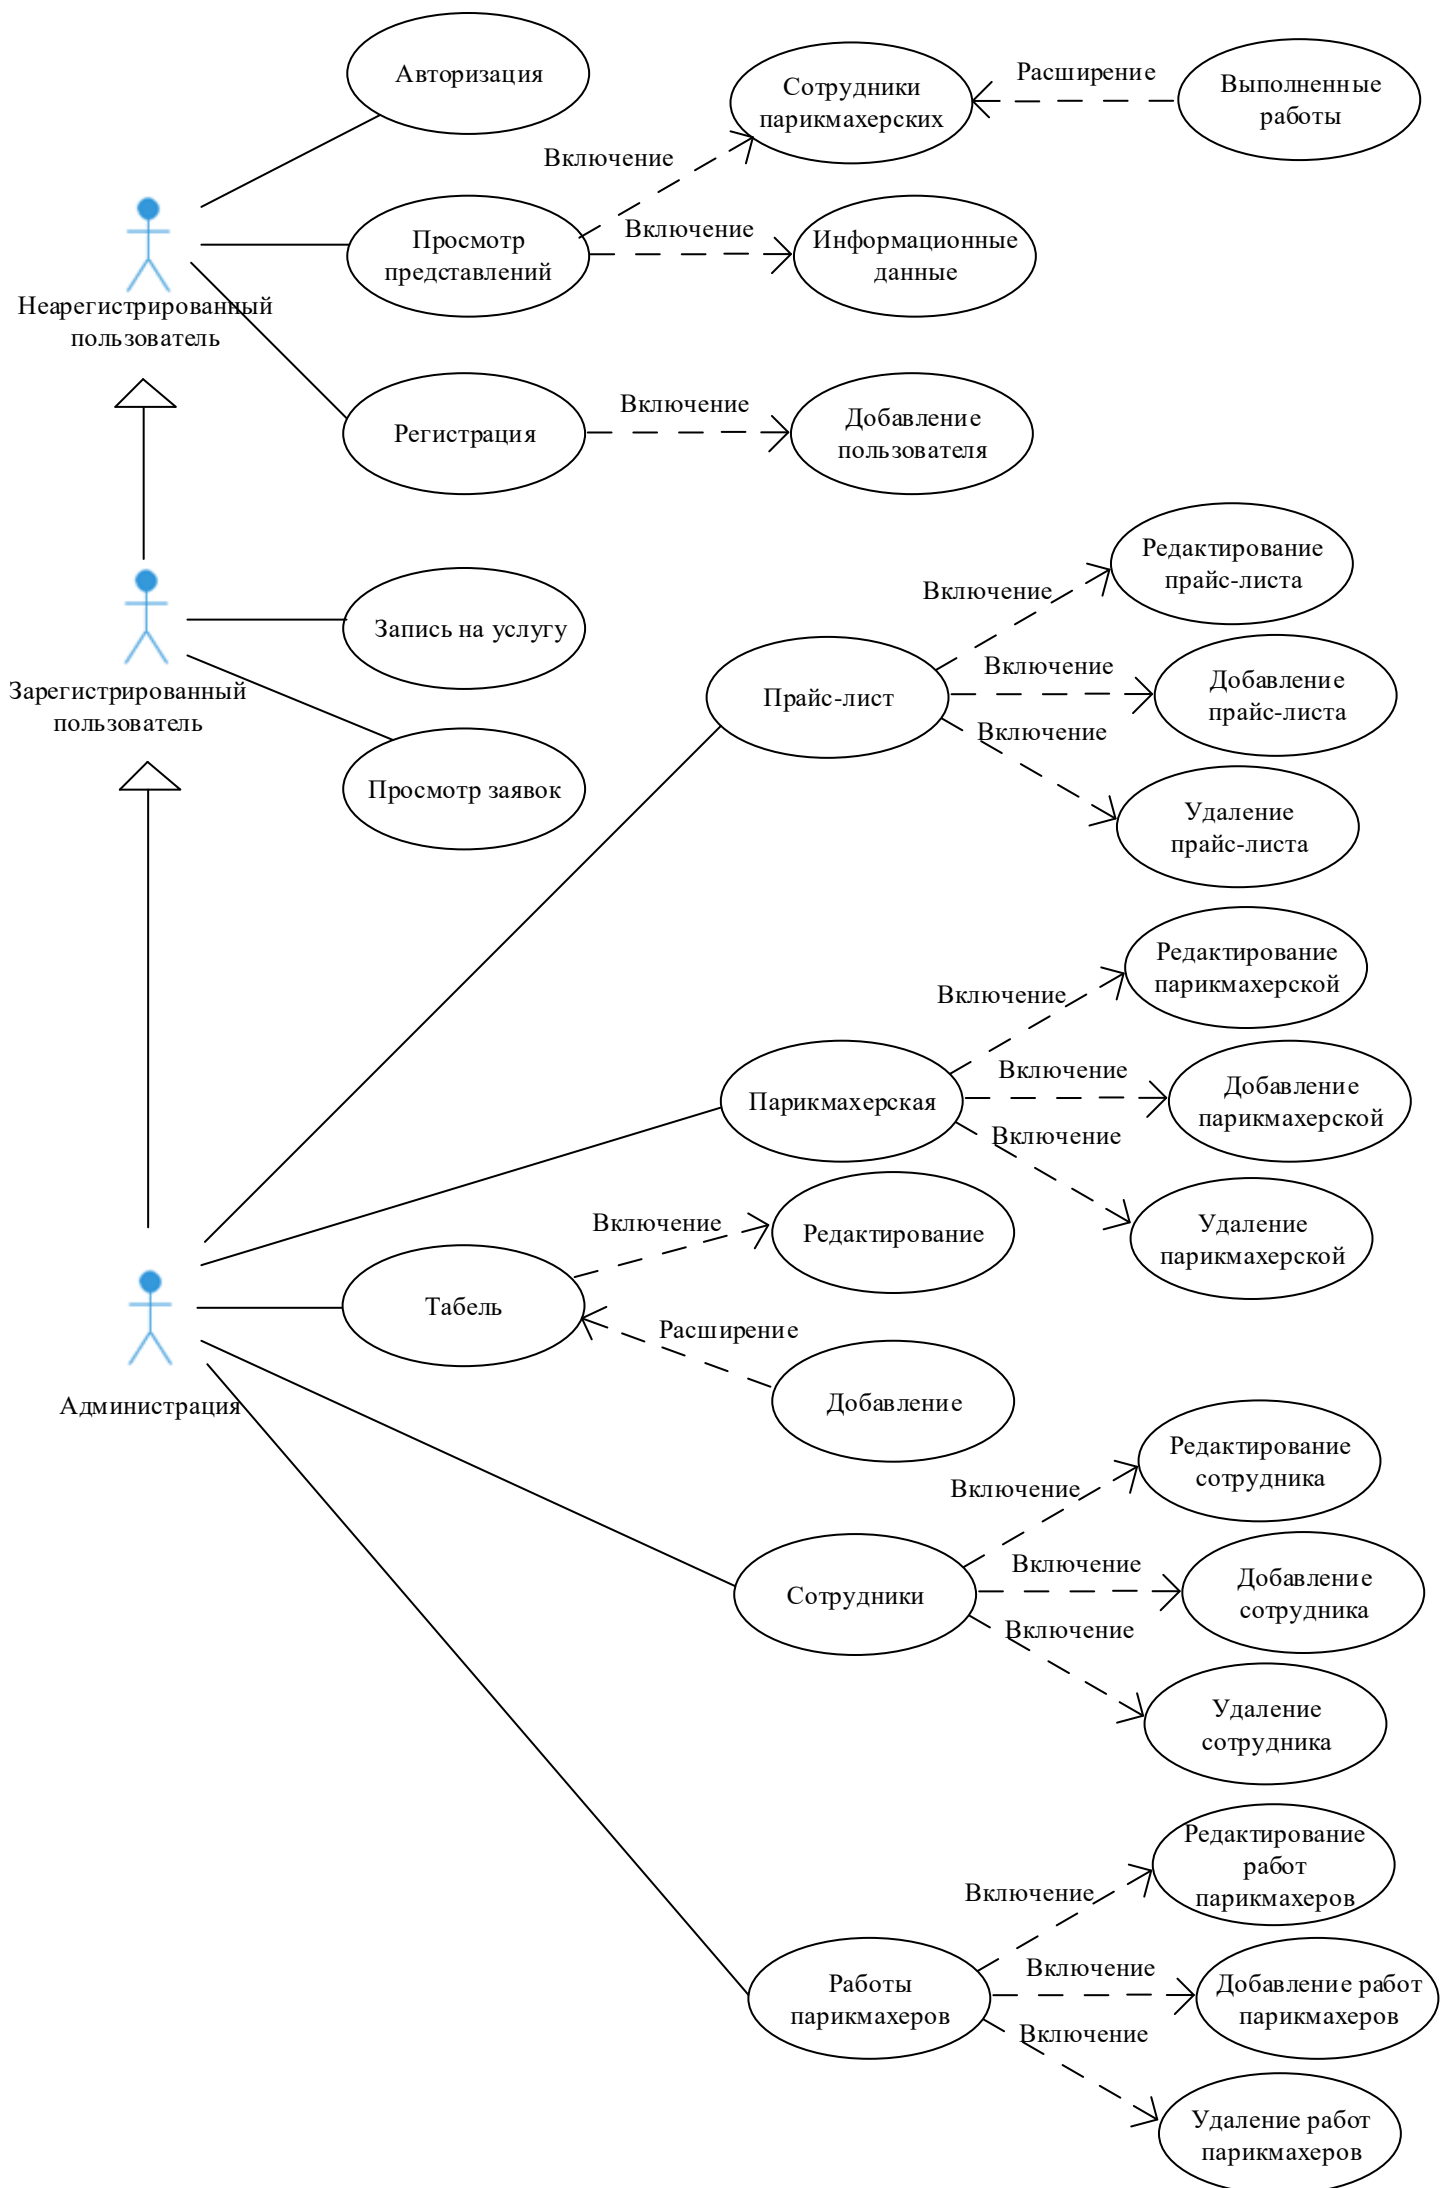 Авторизация
Сотрудники
парикмахерских
Расширение
Выполненные
работы
Включение
Неарегистрированный
пользователь
Просмотр
представлений
Включение
Информационные
данные
Регистрация
Включение
Добавление
пользователя
Зарегистрированный
пользователь
Запись на услугу
Просмотр заявок
Прайс-лист
Включение
Редактирование
прайс-листа
Включение
Добавление
прайс-листа
Включение
Удаление
прайс-листа
Парикмахерская
Включение
Редактирование
парикмахерской
Включение
Добавление
парикмахерской
Включение
Удаление
парикмахерской
Администрация
Табель
Включение
Редактирование
Расширение
Добавление
Сотрудники
Включение
Редактирование
сотрудника
Включение
Добавление
сотрудника
Включение
Удаление
сотрудника
Работы
парикмахеров
Включение
Редактирование
работ
парикмахеров
Включение
Добавление работ
парикмахеров
Включение
Удаление работ
парикмахеров